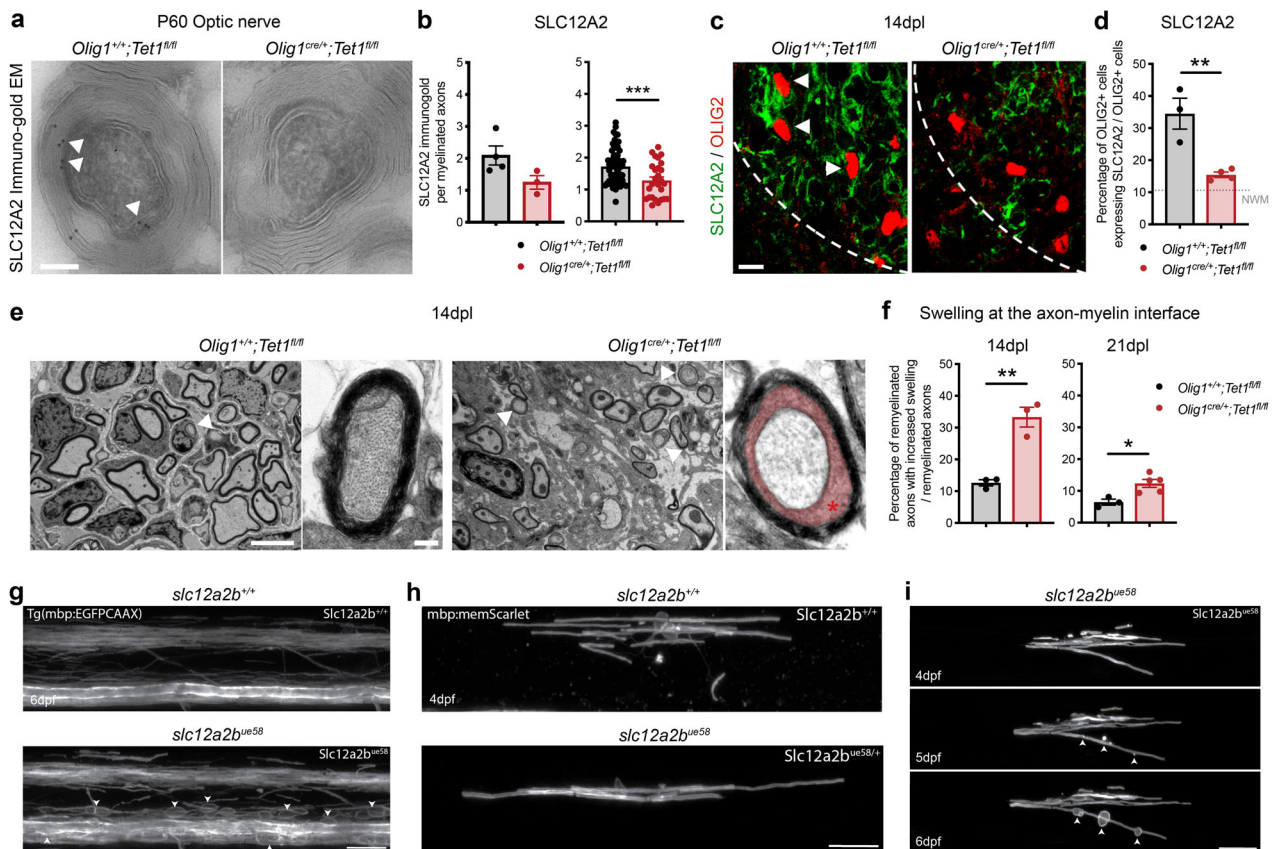 a
P60 Optic nerve
Olig1+/+;Tet1fl/fl
Olig1cre/+;Tet1fl/fl
SLC12A2 Immuno-gold EM
b
SLC12A2
SLC12A2 immunogold
per myelinated axons
5
4
3
2
1
0
5
4
3
2
1
0
***
Olig1+/+;Tet1fl/fl
Olig1cre/+;Tet1fl/fl
c
14dpl
Olig1+/+;Tet1fl/fl
Olig1cre/+;Tet1fl/fl
SLC12A2 / OLIG2
d
SLC12A2
Percentage of OLIG2+ cells
expressing SLC12A2 / OLIG2+ cells
50
40
30
20
10
0
**
NWM
Olig1+/+;Tet1fl/fl
Olig1cre/+;Tet1fl/fl
e
14dpl
Olig1+/+;Tet1fl/fl
Olig1cre/+;Tet1fl/fl
*
f
Swelling at the axon-myelin interface
14dpl
21dpl
Percentage of remyelinated
axons with increased swelling
/ remyelinated axons
50
40
30
20
10
0
**
50
40
30
20
10
0
*
Olig1+/+;Tet1fl/fl
Olig1cre/+;Tet1fl/fl
g
slc12a2b+/+
Tg(mbp:EGFPCAAX)
Slc12a2b+/+
6dpf
slc12a2bue58
Slc12a2bue58
h
slc12a2b+/+
mbp:memScarlet
Slc12a2b+/+
4dpf
slc12a2bue58
Slc12a2bue58/+
i
slc12a2bue58
Slc12a2bue58
4dpf
5dpf
6dpf